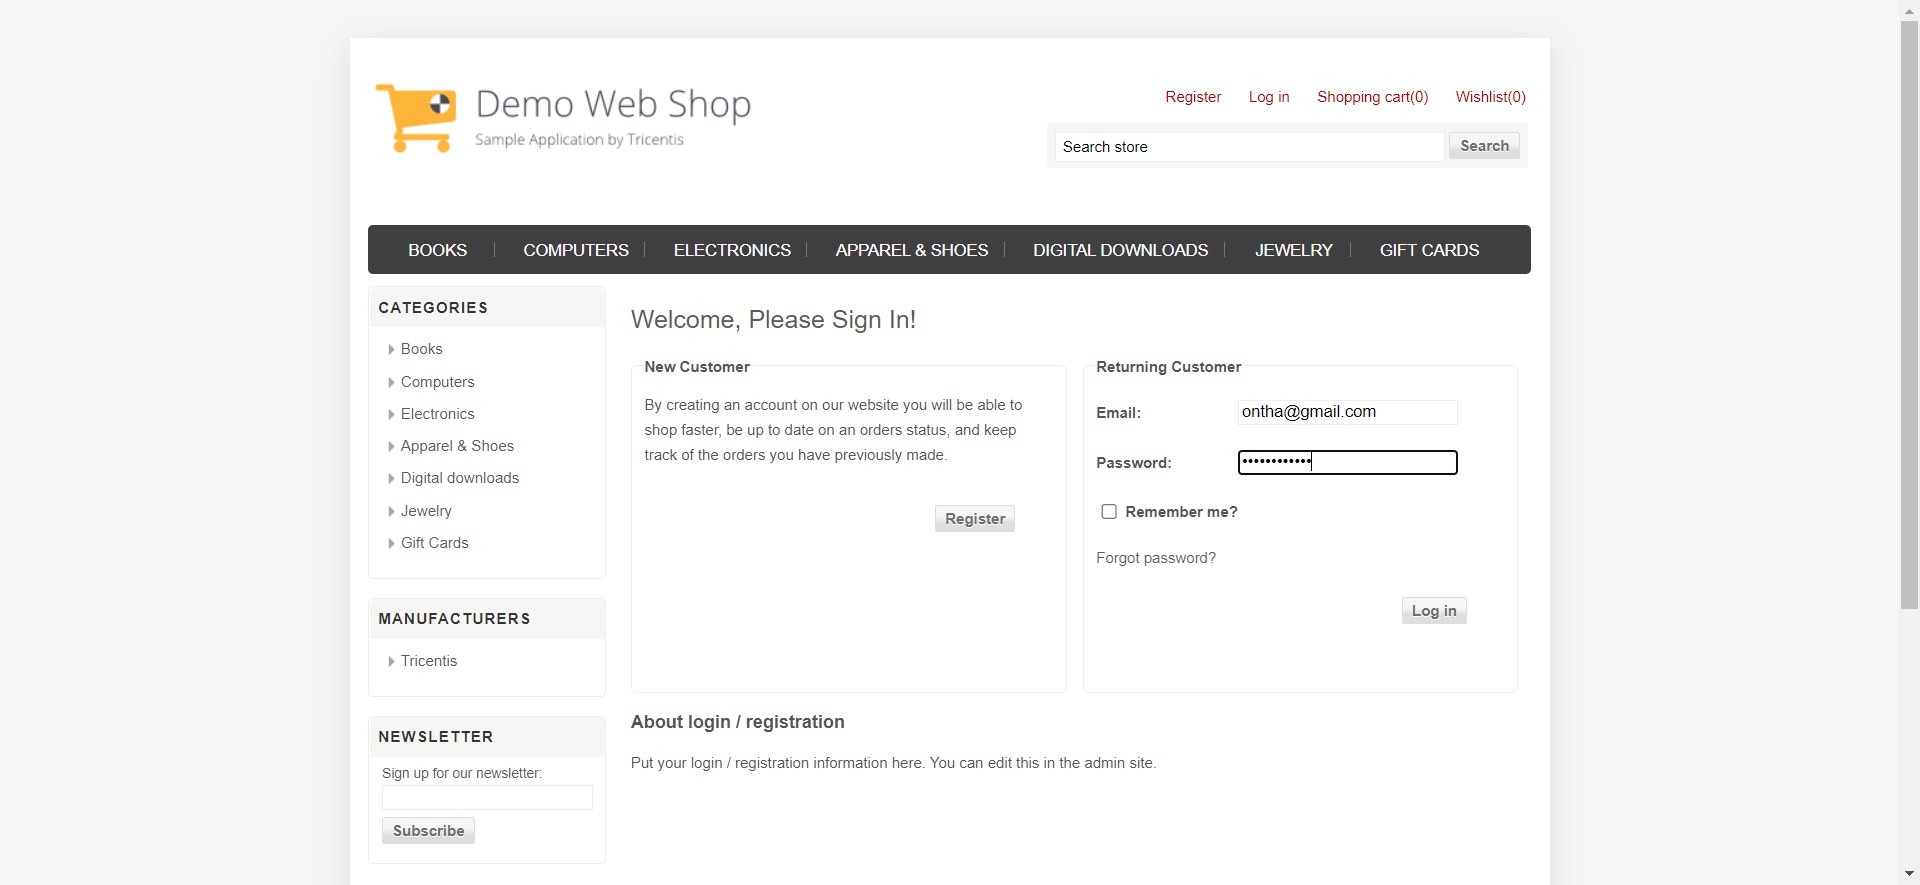 Demo Web Shop
Sample Application by Tricentis
Register Log in Shopping cart(0) Wishlist(0)
Search store Search
BOOKS COMPUTERS ELECTRONICS APPAREL & SHOES DIGITAL DOWNLOADS JEWELRY GIFT CARDS
CATEGORIES
Books
Computers
Electronics
Apparel & Shoes
Digital downloads
Jewelry
Gift Cards
MANUFACTURERS
Tricentis
NEWSLETTER
Sign up for our newsletter:
Subscribe
Welcome, Please Sign In!
New Customer
By creating an account on our website you will be able to
shop faster, be up to date on an orders status, and keep
track of the orders you have previously made.
Register
Returning Customer
Email: ontha@gmail.com
Password: ••••••••••••
Remember me?
Forgot password?
Log in
About login / registration
Put your login / registration information here. You can edit this in the admin site.